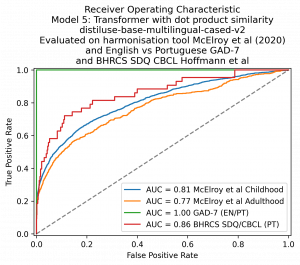 Receiver Operating Characteristic
Model 5: Transformer with dot product similarity
distiluse-base-multilingual-cased-v2
Evaluated on harmonisation tool McElroy et al (2020)
and English vs Portuguese GAD-7
and BHRCS SDQ CBCL Hoffmann et al
True Positive Rate
1.0
0.8
0.6
0.4
0.2
0.0
AUC = 0.81 McElroy et al Childhood
AUC = 0.77 McElroy et al Adulthood
AUC = 1.00 GAD-7 (EN/PT)
AUC = 0.86 BHRCS SDQ/CBCL (PT)
0.0 0.2 0.4 0.6 0.8 1.0
False Positive Rate